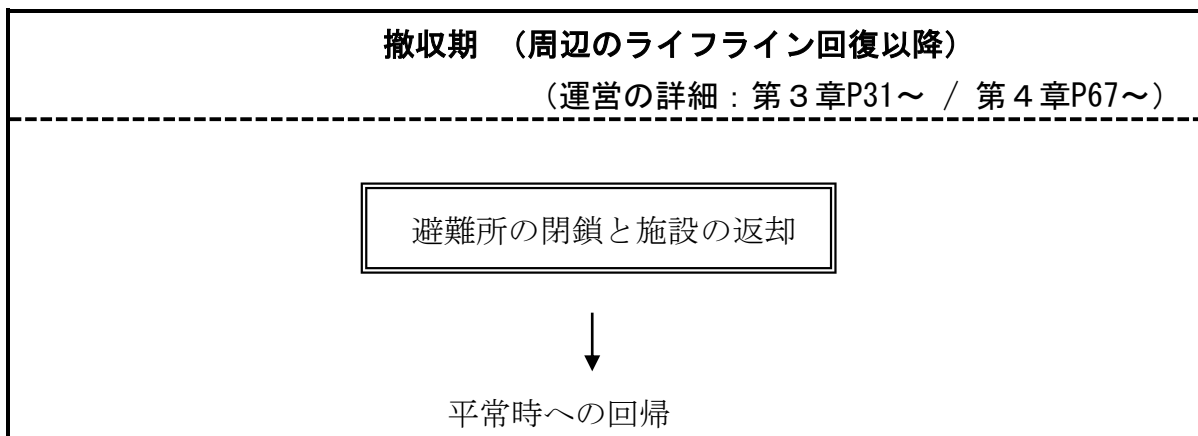 撤収期　（周辺のライフライン回復以降）
（運営の詳細：第３章P31～ / 第４章P67～）
避難所の閉鎖と施設の返却
平常時への回帰